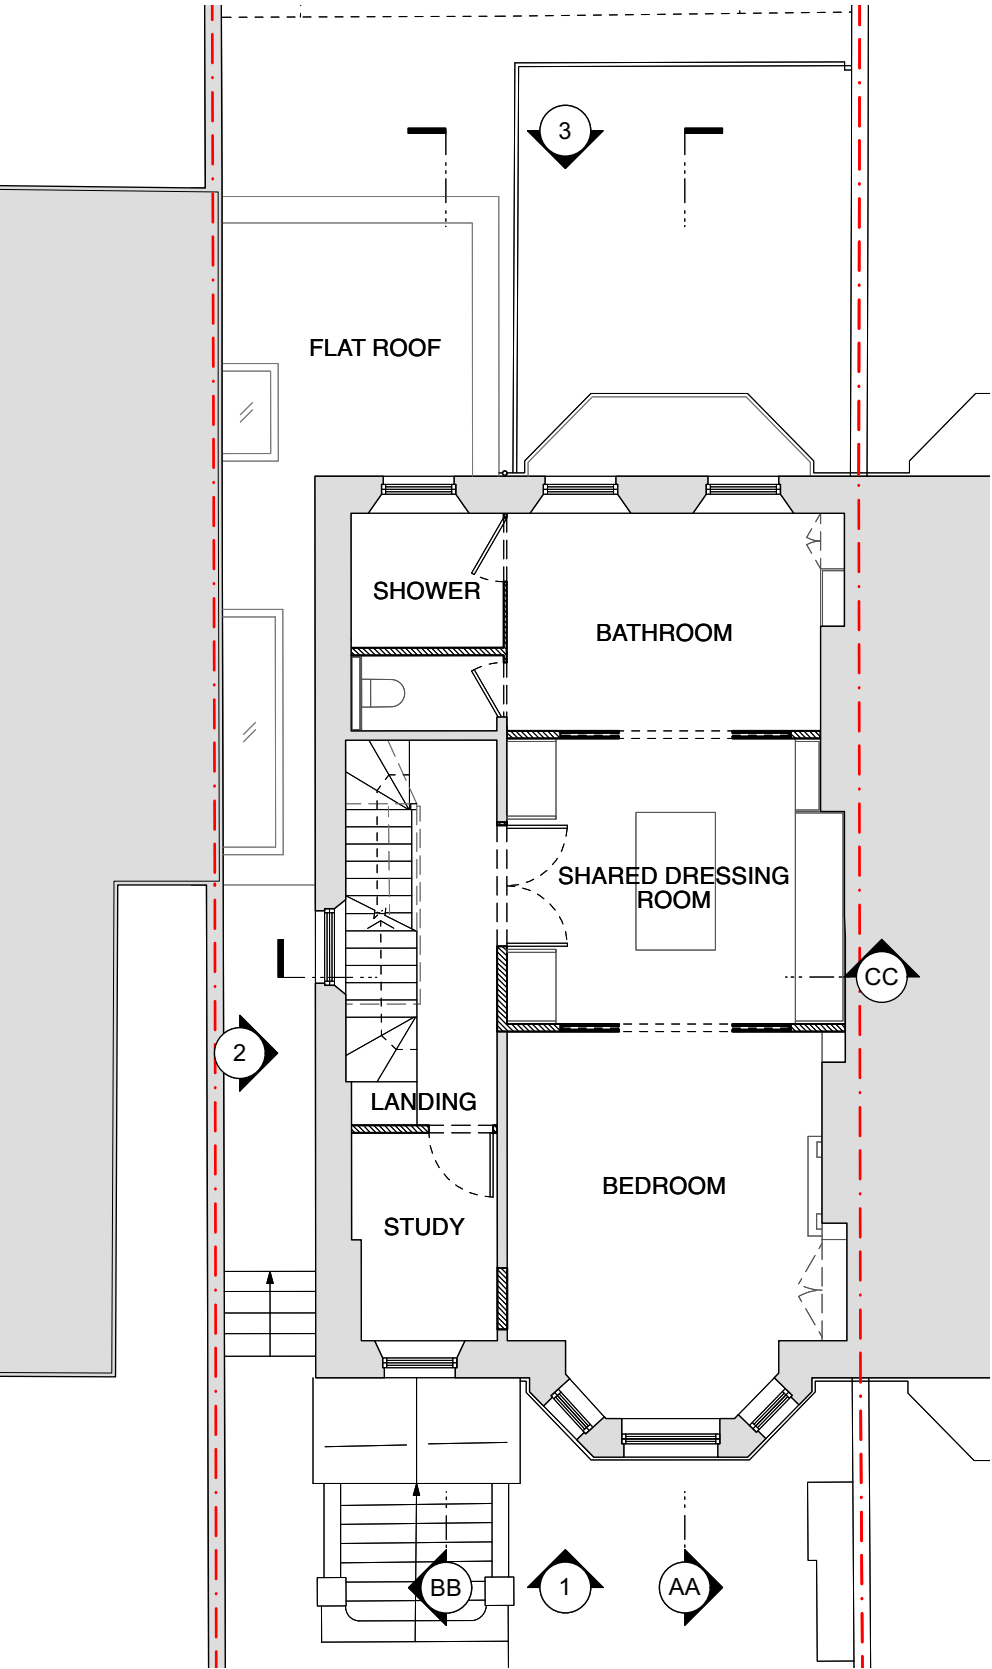 3
FLAT ROOF
SHOWER
BATHROOM
SHARED DRESSING
ROOM
CC
2
LANDING
BEDROOM
STUDY
BB
1
AA